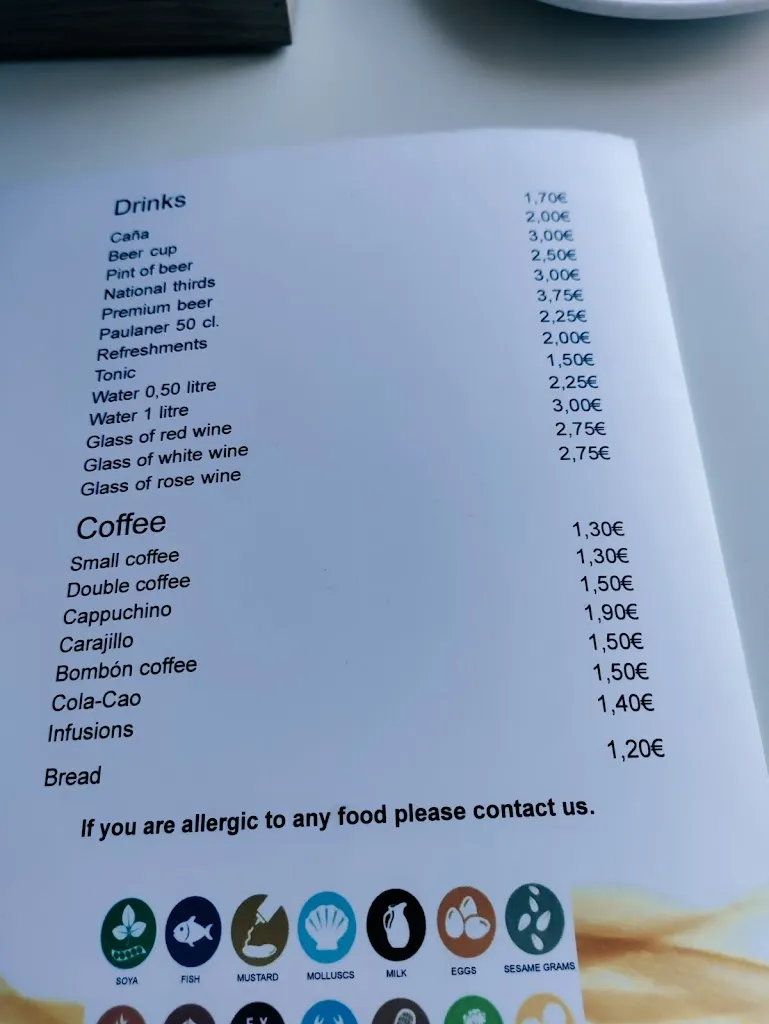 Drinks
Caña 1,70€
Beer cup 2,00€
Pint of beer 3,00€
National thirds 2,50€
Premium beer 3,00€
Paulaner 50 cl. 3,75€
Refreshments 2,25€
Tonic 2,00€
Water 0,50 litre 1,50€
Water 1 litre 2,25€
Glass of red wine 3,00€
Glass of white wine 2,75€
Glass of rose wine 2,75€
Coffee
Small coffee 1,30€
Double coffee 1,30€
Cappuchino 1,50€
Carajillo 1,90€
Bombón coffee 1,50€
Cola-Cao 1,50€
Infusions 1,40€
Bread 1,20€
If you are allergic to any food please contact us.
SOYA FISH MUSTARD MOLLUSCS MILK EGGS SESAME GRAMS